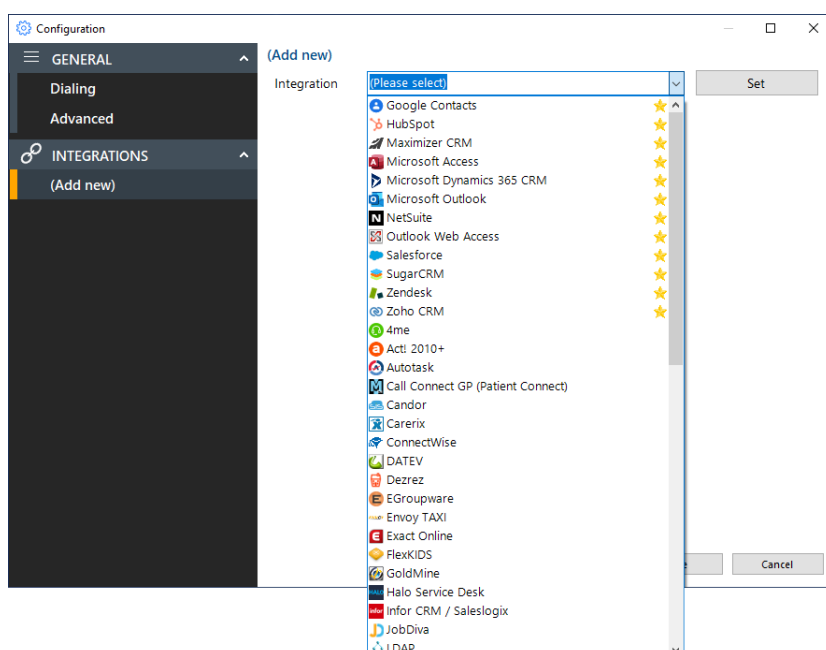 Configuration
GENERAL
Dialing
Advanced
INTEGRATIONS
(Add new)
(Add new)
Integration
(Please select)
Set
Google Contacts
HubSpot
Maximizer CRM
Microsoft Access
Microsoft Dynamics 365 CRM
Microsoft Outlook
NetSuite
Outlook Web Access
Salesforce
SugarCRM
Zendesk
Zoho CRM
4me
Act! 2010+
Autotask
Call Connect GP (Patient Connect)
Candor
Carerix
ConnectWise
DATEV
Dezrez
EGroupware
Envoy TAXI
Exact Online
FlexKIDS
GoldMine
Halo Service Desk
Infor CRM / Saleslogix
JobDiva
LDAP
Cancel